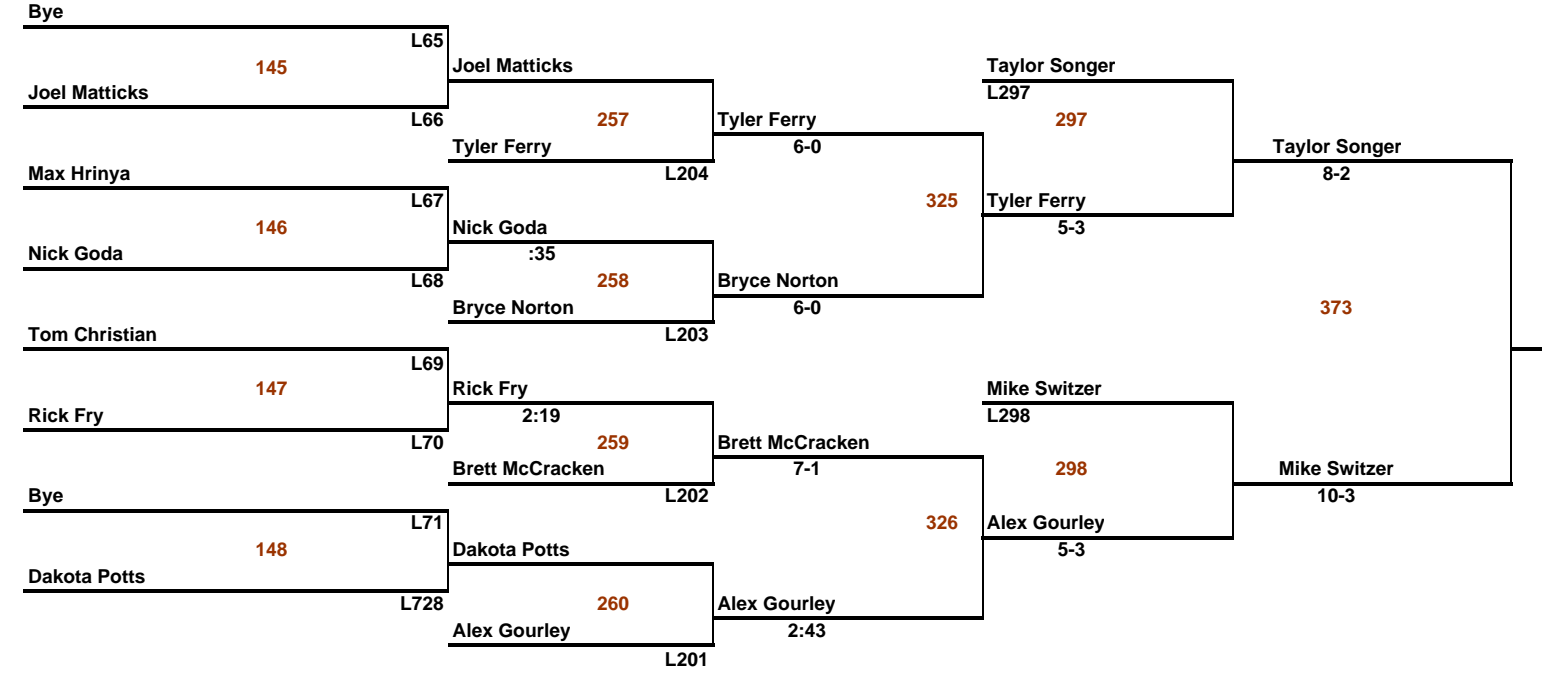 Bye
L65
145
Joel Matticks
Taylor Songer
Joel Matticks
L297
L66
257
Tyler Ferry
297
Tyler Ferry
6-0
Taylor Songer
Max Hrinya
L204
8-2
L67
325
Tyler Ferry
146
Nick Goda
5-3
Nick Goda
:35
L68
258
Bryce Norton
Bryce Norton
6-0
373
Tom Christian
L203
L69
147
Rick Fry
Mike Switzer
Rick Fry
2:19
L298
L70
259
Brett McCracken
Brett McCracken
7-1
298
Mike Switzer
Bye
L202
10-3
L71
326
Alex Gourley
148
Dakota Potts
5-3
Dakota Potts
L728
260
Alex Gourley
Alex Gourley
2:43
L201